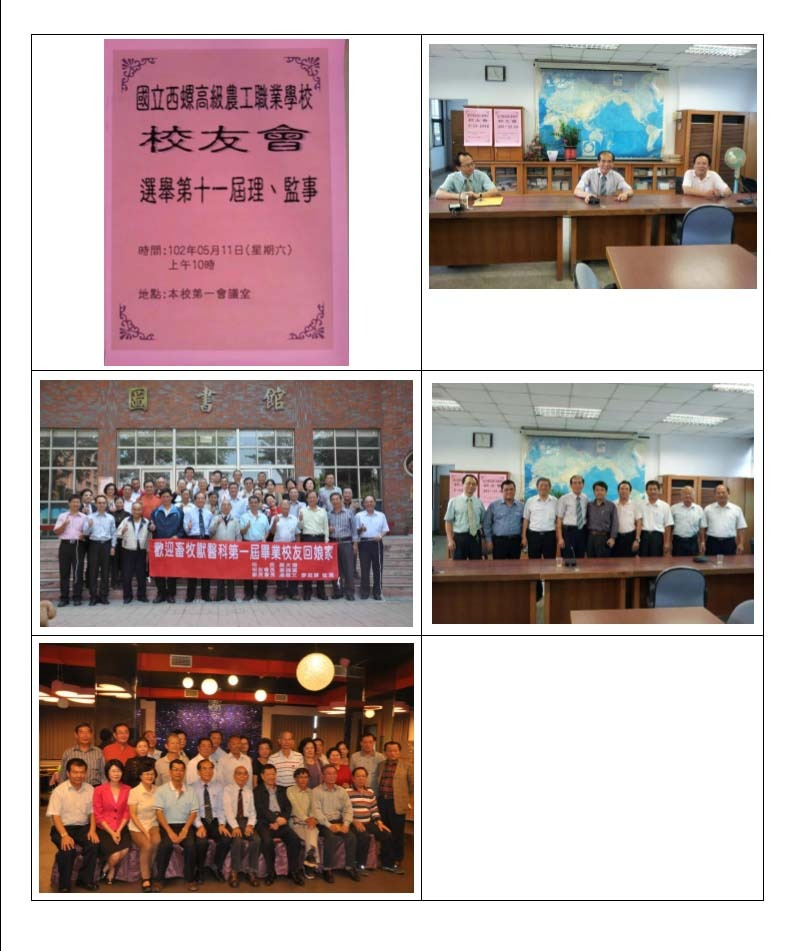 國立西螺高級農工職業學校
校友會
選舉第十一屆理、監事
時間:102年05月11日(星期六)
上午10時
地點:本校第一會議室
校友會
圖書館
歡迎畜牧獸醫科第一屆畢業校友回娘家